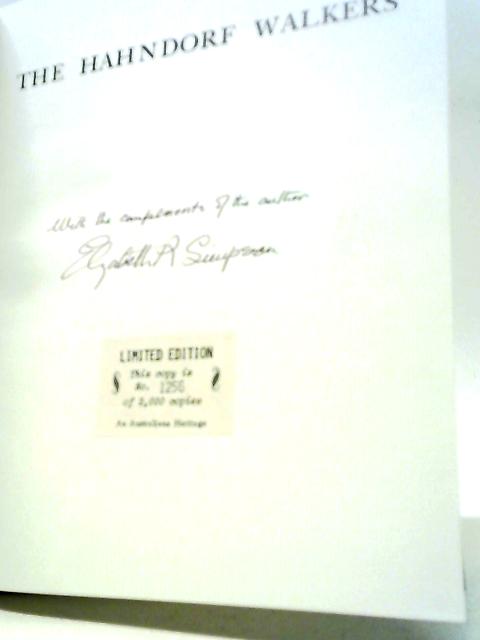 THE HAHNDORF WALKERS
With the compliments of the author
Elizabeth R Simpson
LIMITED EDITION
This copy is
No. 1256
of 2,000 copies
An Australiana Heritage